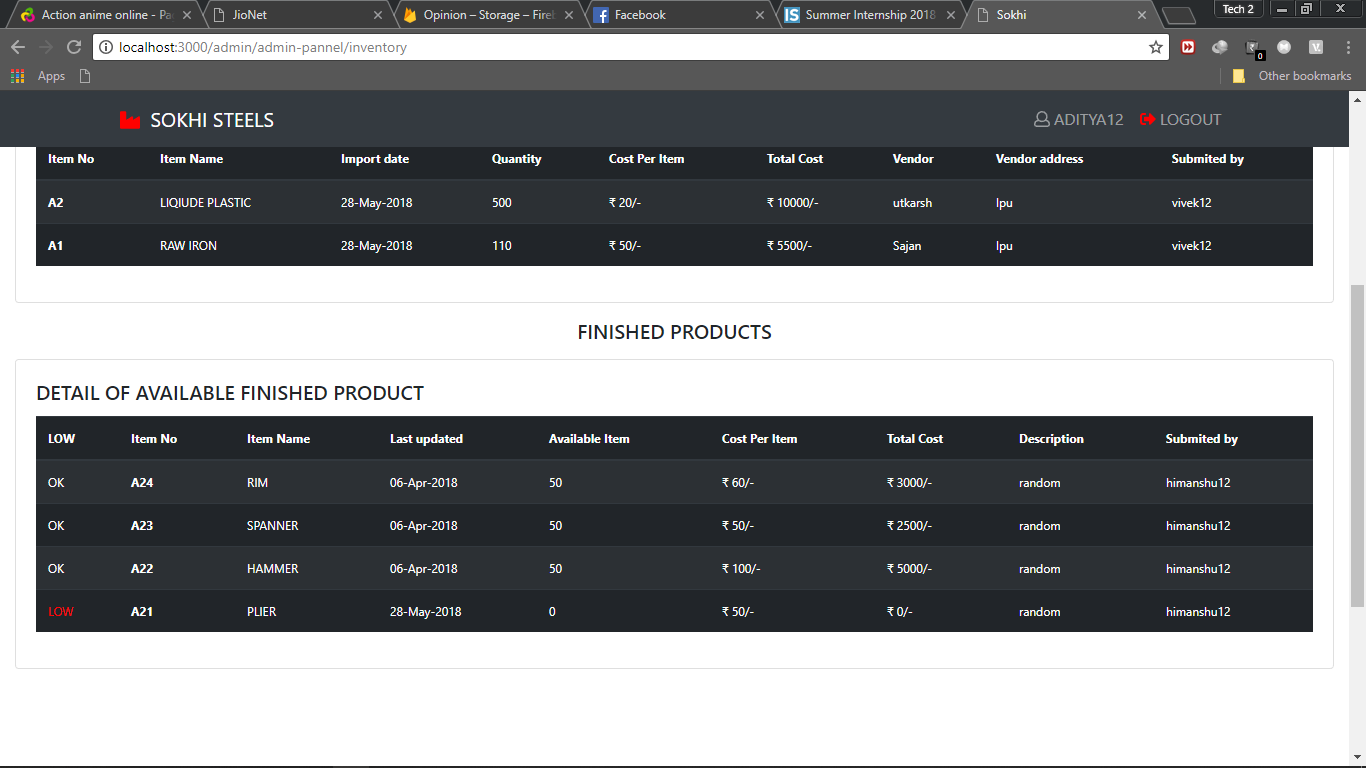 Action anime online - Pa
JioNet
Opinion – Storage – Fireb
Facebook
Summer Internship 2018
Sokhi
Tech 2
localhost:3000/admin/admin-pannel/inventory
0
Apps
Other bookmarks
SOKHI STEELS
ADITYA12
LOGOUT
Item No Item Name Import date Quantity Cost Per Item Total Cost Vendor Vendor address Submited by
A2 LIQIUDE PLASTIC 28-May-2018 500 ₹ 20/- ₹ 10000/- utkarsh lpu vivek12
A1 RAW IRON 28-May-2018 110 ₹ 50/- ₹ 5500/- Sajan lpu vivek12
FINISHED PRODUCTS
DETAIL OF AVAILABLE FINISHED PRODUCT
LOW Item No Item Name Last updated Available Item Cost Per Item Total Cost Description Submited by
OK A24 RIM 06-Apr-2018 50 ₹ 60/- ₹ 3000/- random himanshu12
OK A23 SPANNER 06-Apr-2018 50 ₹ 50/- ₹ 2500/- random himanshu12
OK A22 HAMMER 06-Apr-2018 50 ₹ 100/- ₹ 5000/- random himanshu12
LOW A21 PLIER 28-May-2018 0 ₹ 50/- ₹ 0/- random himanshu12